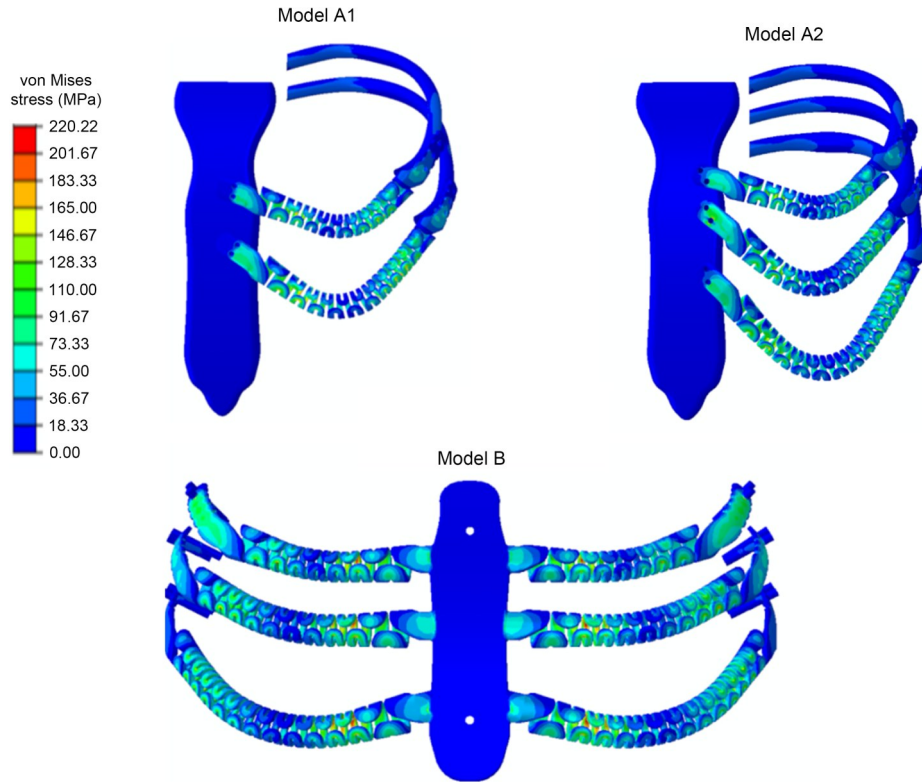 Model A1
Model A2
von Mises
stress (MPa)
220.22
201.67
183.33
165.00
146.67
128.33
110.00
91.67
73.33
55.00
36.67
18.33
0.00
Model B